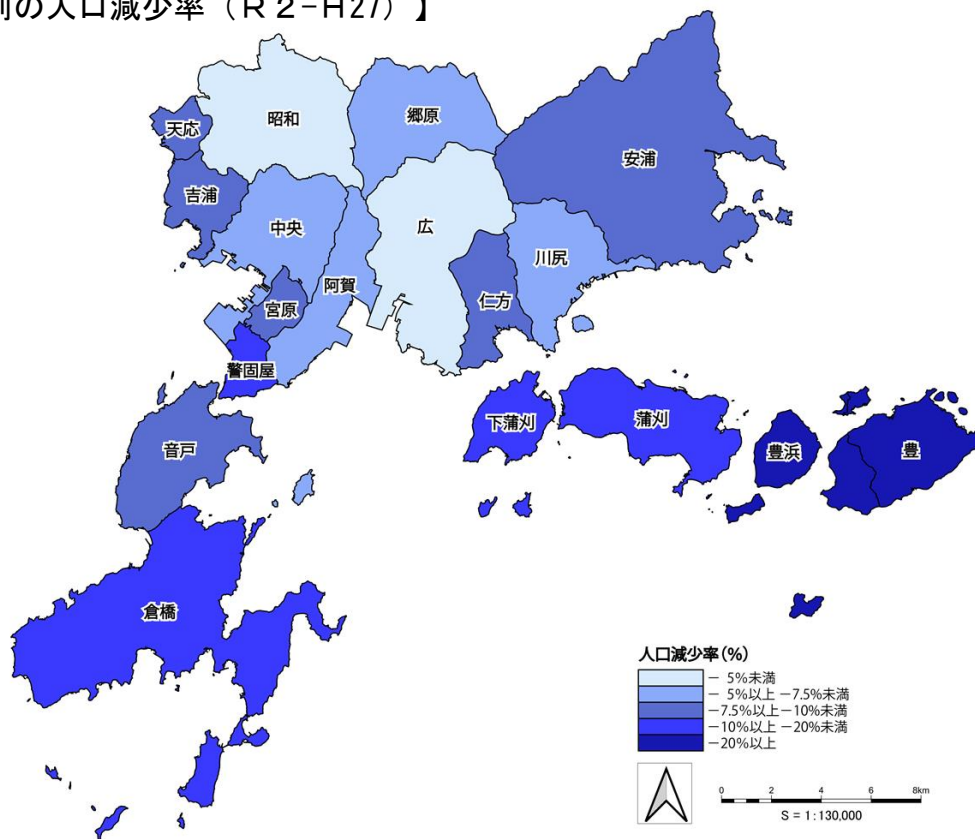 別の人口減少率（Ｒ２−H27）】
昭和
郷原
天応
安浦
吉浦
中央
広
川尻
阿賀
宮原
仁方
警固屋
下蒲刈
蒲刈
音戸
豊浜
豊
倉橋
人口減少率(%)
− 5%未満
− 5%以上 −7.5%未満
−7.5%以上−10%未満
−10%以上 −20%未満
−20%以上
0 2 4 6 8km
S = 1 : 130,000